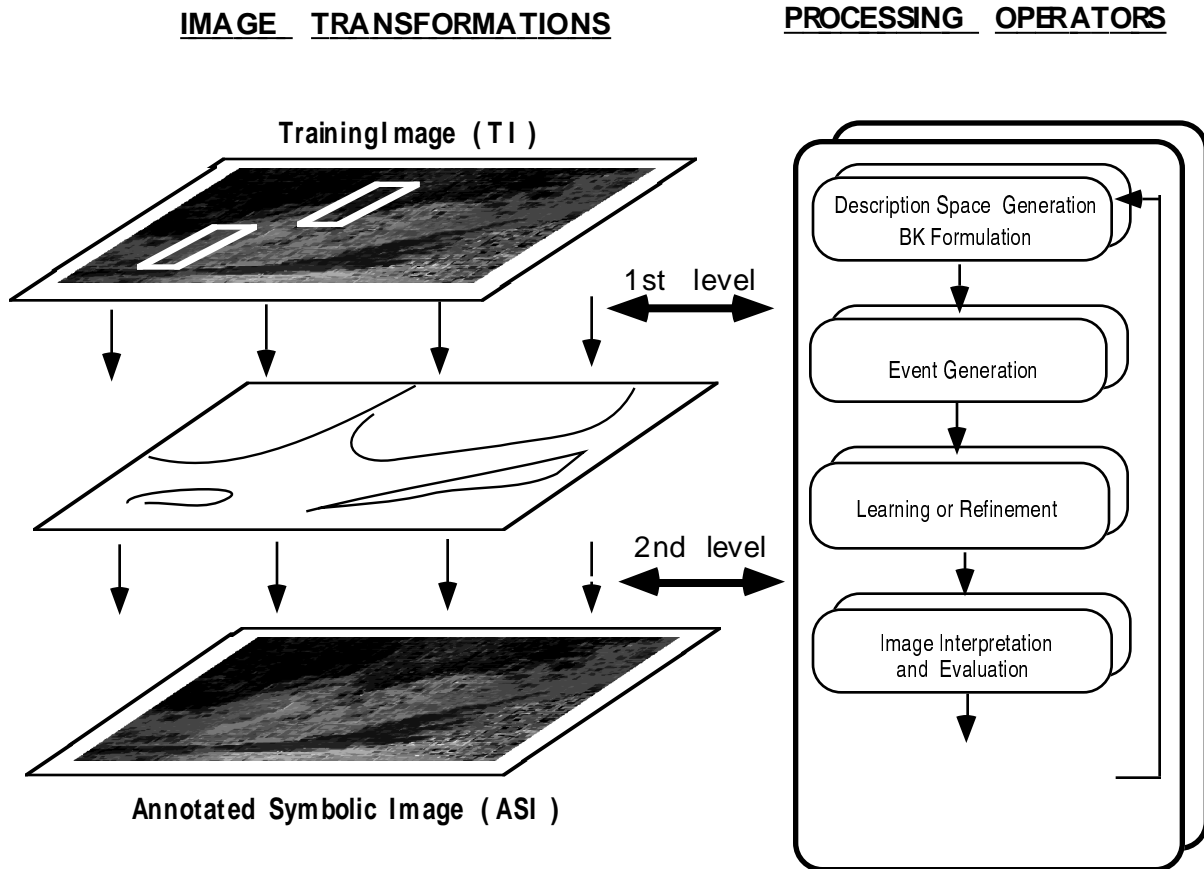 IMAGE TRANSFORMATIONS
PROCESSING OPERATORS
TrainingImage (TI)
1st level
2nd level
Annotated Symbolic Image (ASI)
Description Space Generation
BK Formulation
Event Generation
Learning or Refinement
Image Interpretation
and Evaluation